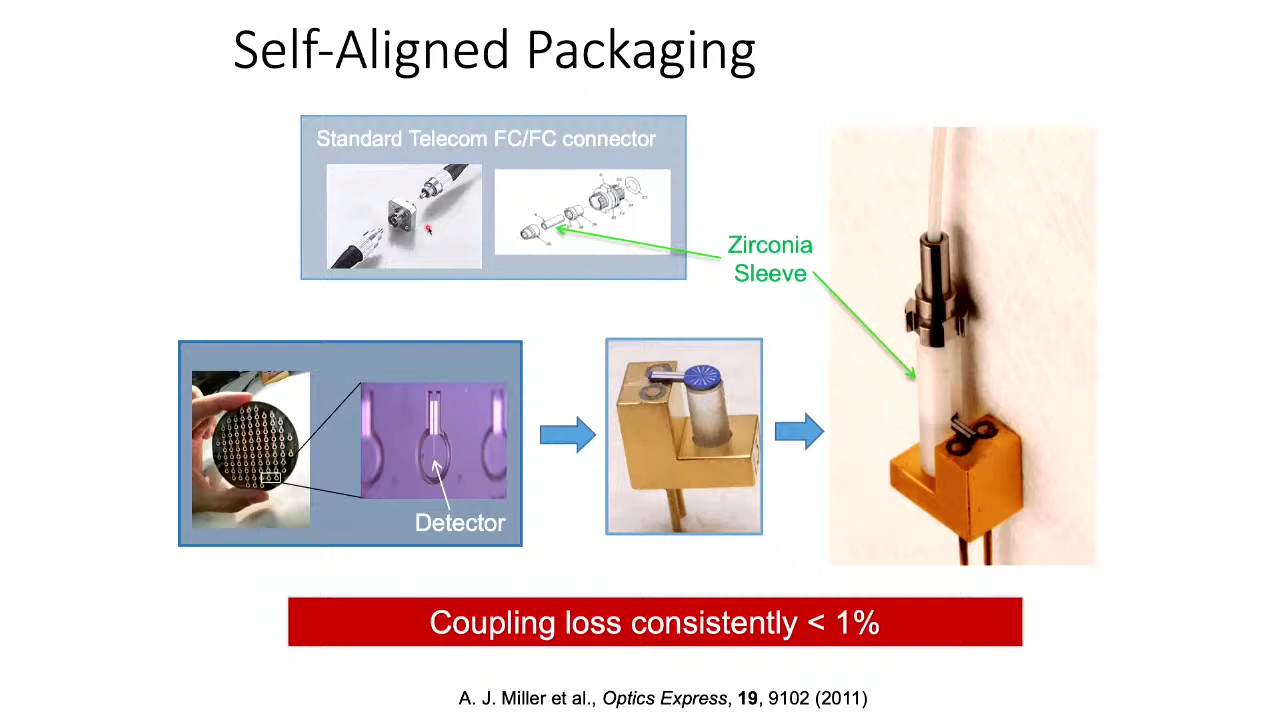 Self-Aligned Packaging
Standard Telecom FC/FC connector
Zirconia
Sleeve
Detector
Coupling loss consistently < 1%
A. J. Miller et al., Optics Express, 19, 9102 (2011)